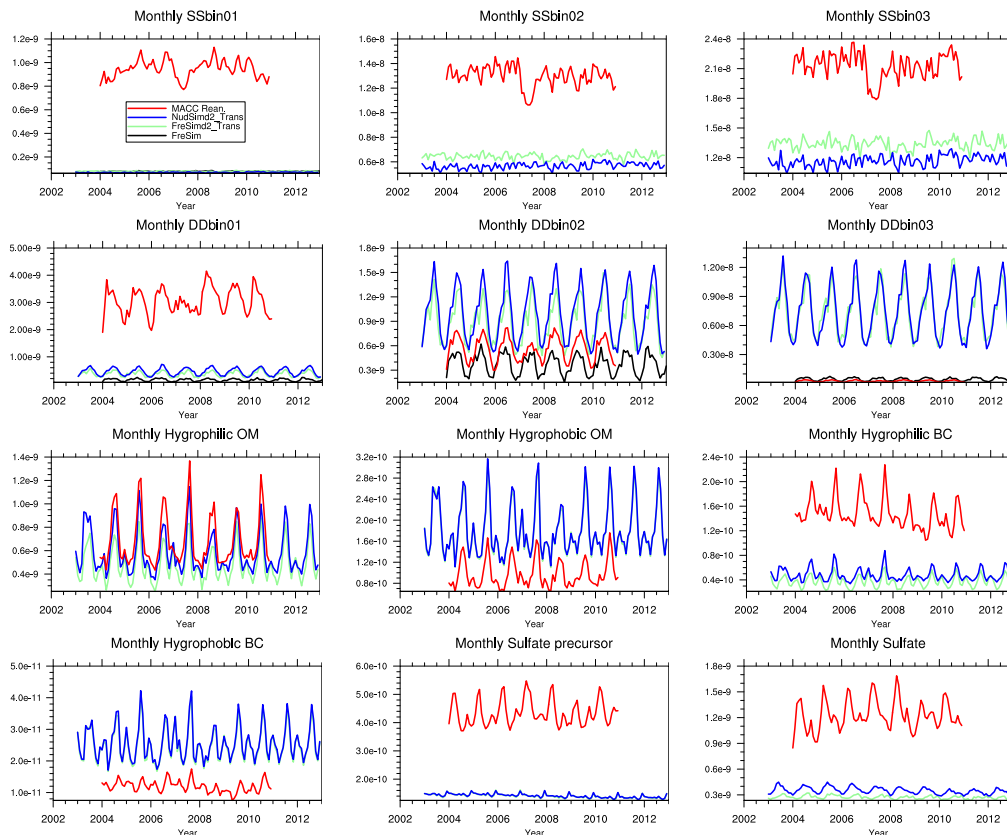 Monthly SSbin01
Monthly SSbin02
Monthly SSbin03
1.2e-9
1.0e-9
0.8e-9
0.6e-9
0.4e-9
0.2e-9
MACC Rean.
NudSimd2_Trans
FreSimd2_Trans
FreSim
2002 2004 2006 2008 2010 2012
Year
1.6e-8
1.4e-8
1.2e-8
1.0e-8
0.8e-8
0.6e-8
2002 2004 2006 2008 2010 2012
Year
2.4e-8
2.1e-8
1.8e-8
1.5e-8
1.2e-8
2002 2004 2006 2008 2010 2012
Year
Monthly DDbin01
Monthly DDbin02
Monthly DDbin03
5.00e-9
4.00e-9
3.00e-9
2.00e-9
1.00e-9
2002 2004 2006 2008 2010 2012
Year
1.8e-9
1.5e-9
1.2e-9
0.9e-9
0.6e-9
0.3e-9
2002 2004 2006 2008 2010 2012
Year
1.20e-8
0.90e-8
0.60e-8
0.30e-8
2002 2004 2006 2008 2010 2012
Year
Monthly Hygrophilic OM
Monthly Hygrophobic OM
Monthly Hygrophilic BC
1.4e-9
1.2e-9
1.0e-9
0.8e-9
0.6e-9
0.4e-9
2002 2004 2006 2008 2010 2012
Year
3.2e-10
2.8e-10
2.4e-10
2.0e-10
1.6e-10
1.2e-10
0.8e-10
2002 2004 2006 2008 2010 2012
Year
2.4e-10
2.0e-10
1.6e-10
1.2e-10
0.8e-10
0.4e-10
2002 2004 2006 2008 2010 2012
Year
Monthly Hygrophobic BC
Monthly Sulfate precursor
Monthly Sulfate
5.0e-11
4.0e-11
3.0e-11
2.0e-11
1.0e-11
2002 2004 2006 2008 2010 2012
Year
6.0e-10
5.0e-10
4.0e-10
3.0e-10
2.0e-10
2002 2004 2006 2008 2010 2012
Year
1.8e-9
1.5e-9
1.2e-9
0.9e-9
0.6e-9
0.3e-9
2002 2004 2006 2008 2010 2012
Year